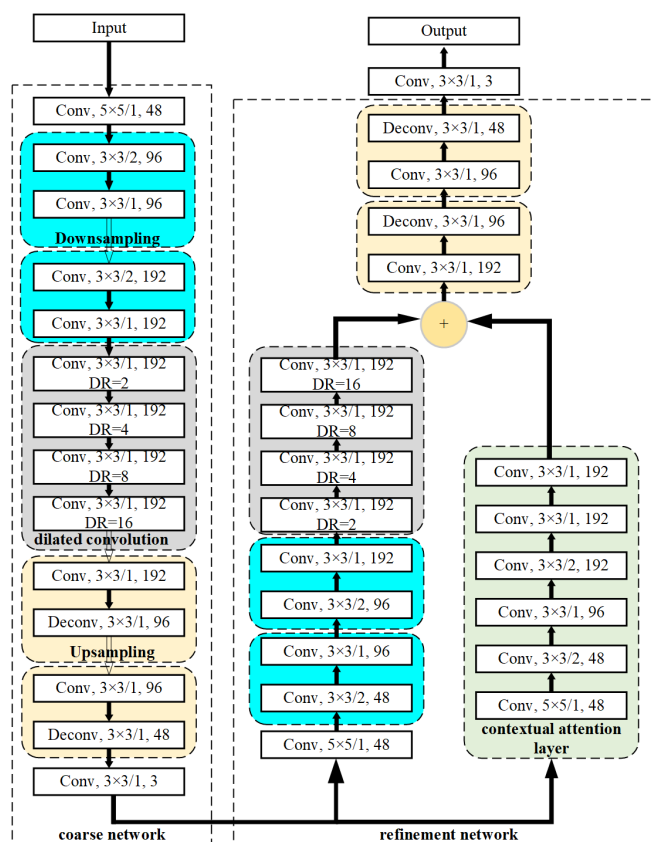 Input
Conv, 5×5/1, 48
Conv, 3×3/2, 96
Conv, 3×3/1, 96
Downsampling
Conv, 3×3/2, 192
Conv, 3×3/1, 192
Conv, 3×3/1, 192
DR=2
Conv, 3×3/1, 192
DR=4
Conv, 3×3/1, 192
DR=8
Conv, 3×3/1, 192
DR=16
dilated convolution
Conv, 3×3/1, 192
Deconv, 3×3/1, 96
Upsampling
Conv, 3×3/1, 96
Deconv, 3×3/1, 48
Conv, 3×3/1, 3
coarse network
Output
Conv, 3×3/1, 3
Deconv, 3×3/1, 48
Conv, 3×3/1, 96
Deconv, 3×3/1, 96
Conv, 3×3/1, 192
+
Conv, 3×3/1, 192
DR=16
Conv, 3×3/1, 192
DR=8
Conv, 3×3/1, 192
DR=4
Conv, 3×3/1, 192
DR=2
Conv, 3×3/1, 192
Conv, 3×3/2, 96
Conv, 3×3/1, 96
Conv, 3×3/2, 48
Conv, 5×5/1, 48
Conv, 3×3/1, 192
Conv, 3×3/1, 192
Conv, 3×3/2, 192
Conv, 3×3/1, 96
Conv, 3×3/2, 48
Conv, 5×5/1, 48
contextual attention
layer
refinement network